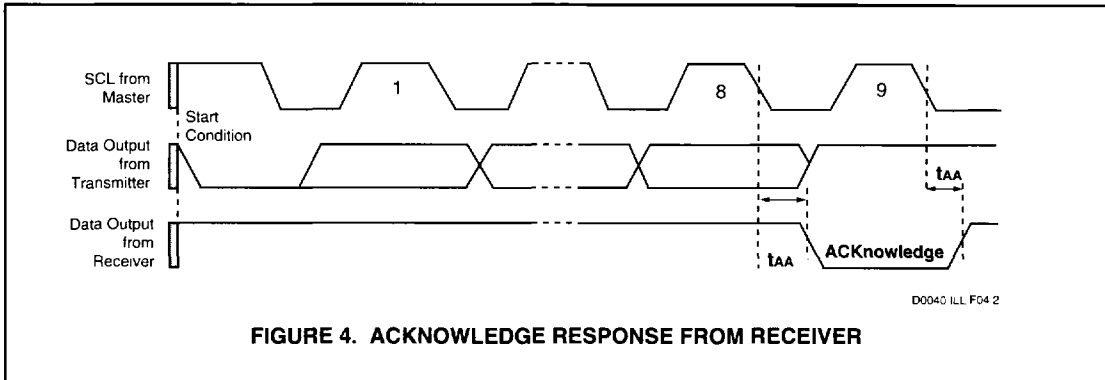 SCL from
Master
1
8
9
Start
Condition
Data Output
from
Transmitter
tAA
Data Output
from
Receiver
tAA
ACKnowledge
D0040 ILL F04 2
FIGURE 4. ACKNOWLEDGE RESPONSE FROM RECEIVER